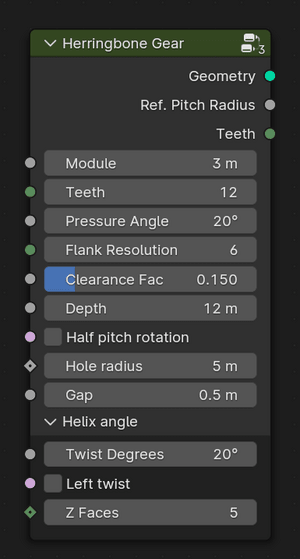 Herringbone Gear
3
Geometry
Ref. Pitch Radius
Teeth
Module 3 m
Teeth 12
Pressure Angle 20°
Flank Resolution 6
Clearance Fac 0.150
Depth 12 m
Half pitch rotation
Hole radius 5 m
Gap 0.5 m
Helix angle
Twist Degrees 20°
Left twist
Z Faces 5